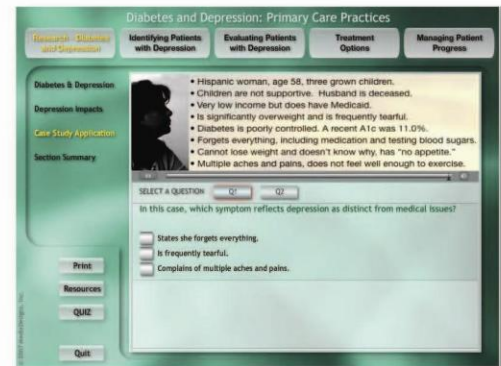 Diabetes and Depression: Primary Care Practices
Research - Diabetes
and Depression
Identifying Patients
with Depression
Evaluating Patients
with Depression
Treatment
Options
Managing Patient
Progress
Diabetes & Depression
Depression Impacts
Case Study Application
Section Summary
• Hispanic woman, age 58, three grown children.
• Children are not supportive. Husband is deceased.
• Very low income but does have Medicaid.
• Is significantly overweight and is frequently tearful.
• Diabetes is poorly controlled. A recent A1c was 11.0%.
• Forgets everything, including medication and testing blood sugars.
• Cannot lose weight and doesn't know why, has "no appetite."
• Multiple aches and pains, does not feel well enough to exercise.
SELECT A QUESTION Q1 Q2
In this case, which symptom reflects depression as distinct from medical issues?
States she forgets everything.
Is frequently tearful.
Complains of multiple aches and pains.
Print
Resources
QUIZ
Quit